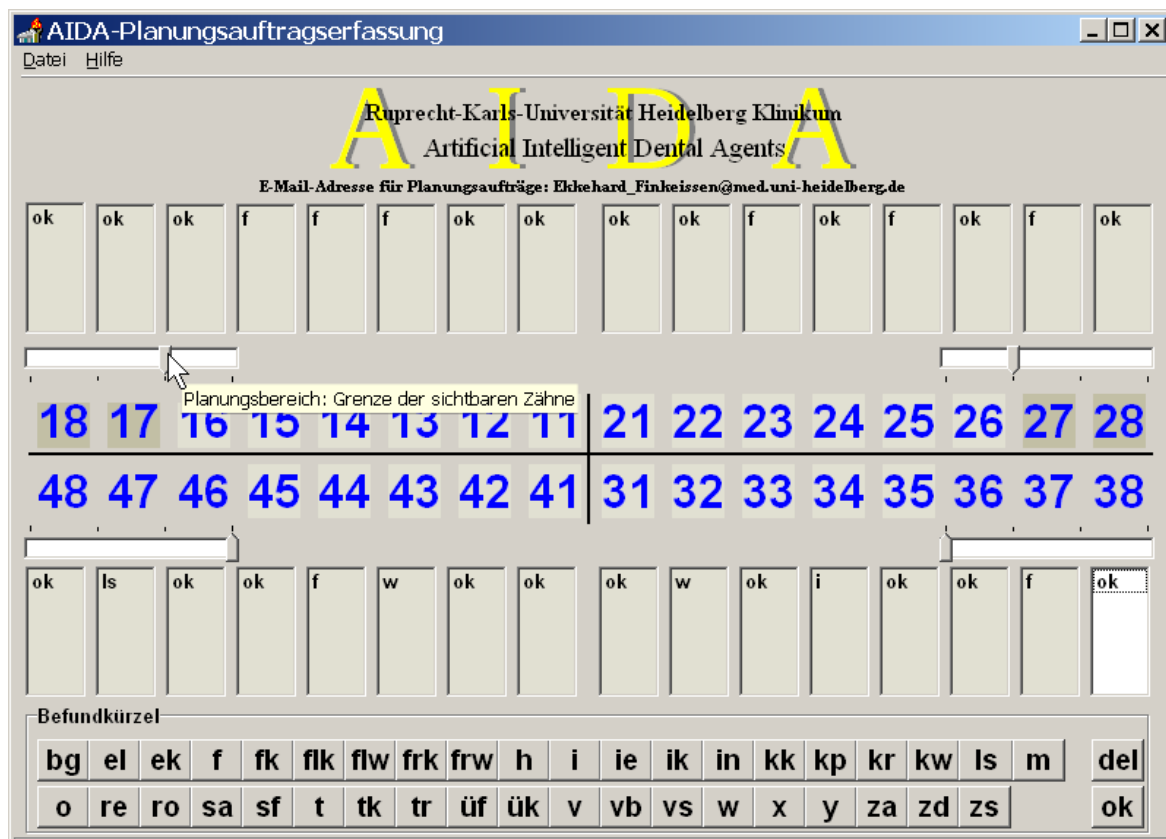 AIDA-Planungsauftragserfassung
Datei Hilfe
A I D A
Ruprecht-Karls-Universität Heidelberg Klinikum
Artificial Intelligent Dental Agents
E-Mail-Adresse für Planungsaufträge: Ekkehard_Finkeissen@med.uni-heidelberg.de
ok ok ok f f f ok ok ok ok f ok f ok f ok
Planungsbereich: Grenze der sichtbaren Zähne
18 17 16 15 14 13 12 11 21 22 23 24 25 26 27 28
48 47 46 45 44 43 42 41 31 32 33 34 35 36 37 38
ok ls ok ok f w ok ok ok w ok i ok ok f ok
Befundkürzel
bg el ek f fk flk flw frk frw h i ie ik in kk kp kr kw ls m del
o re ro sa sf t tk tr üf ük v vb vs w x y za zd zs ok